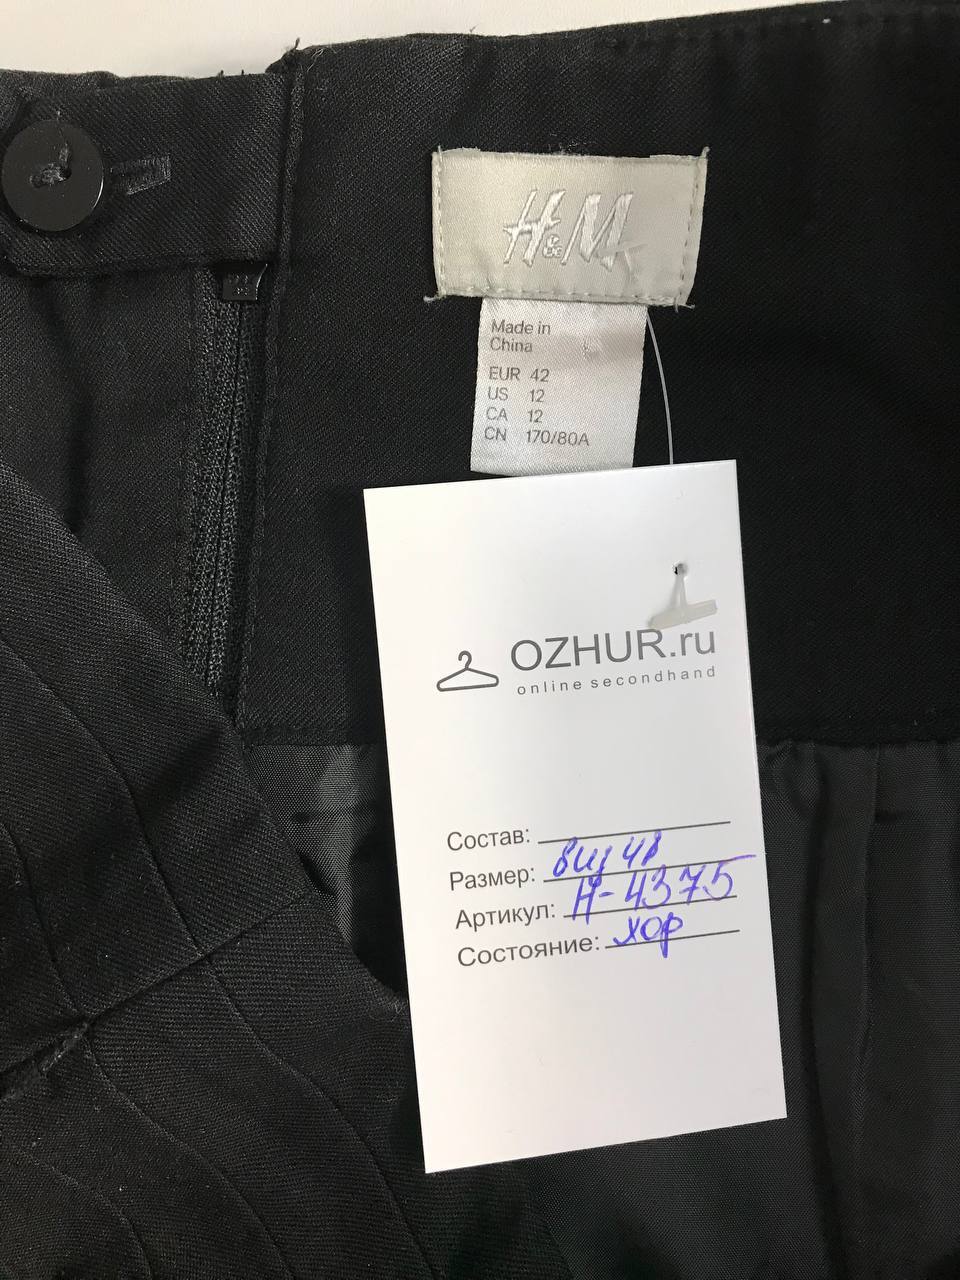 H&M
Made in
China
EUR 42
US 12
CA 12
CN 170/80A
OZHUR.ru
online secondhand
Состав: вид 48
Размер:
Артикул: Н-4375
Состояние: хор